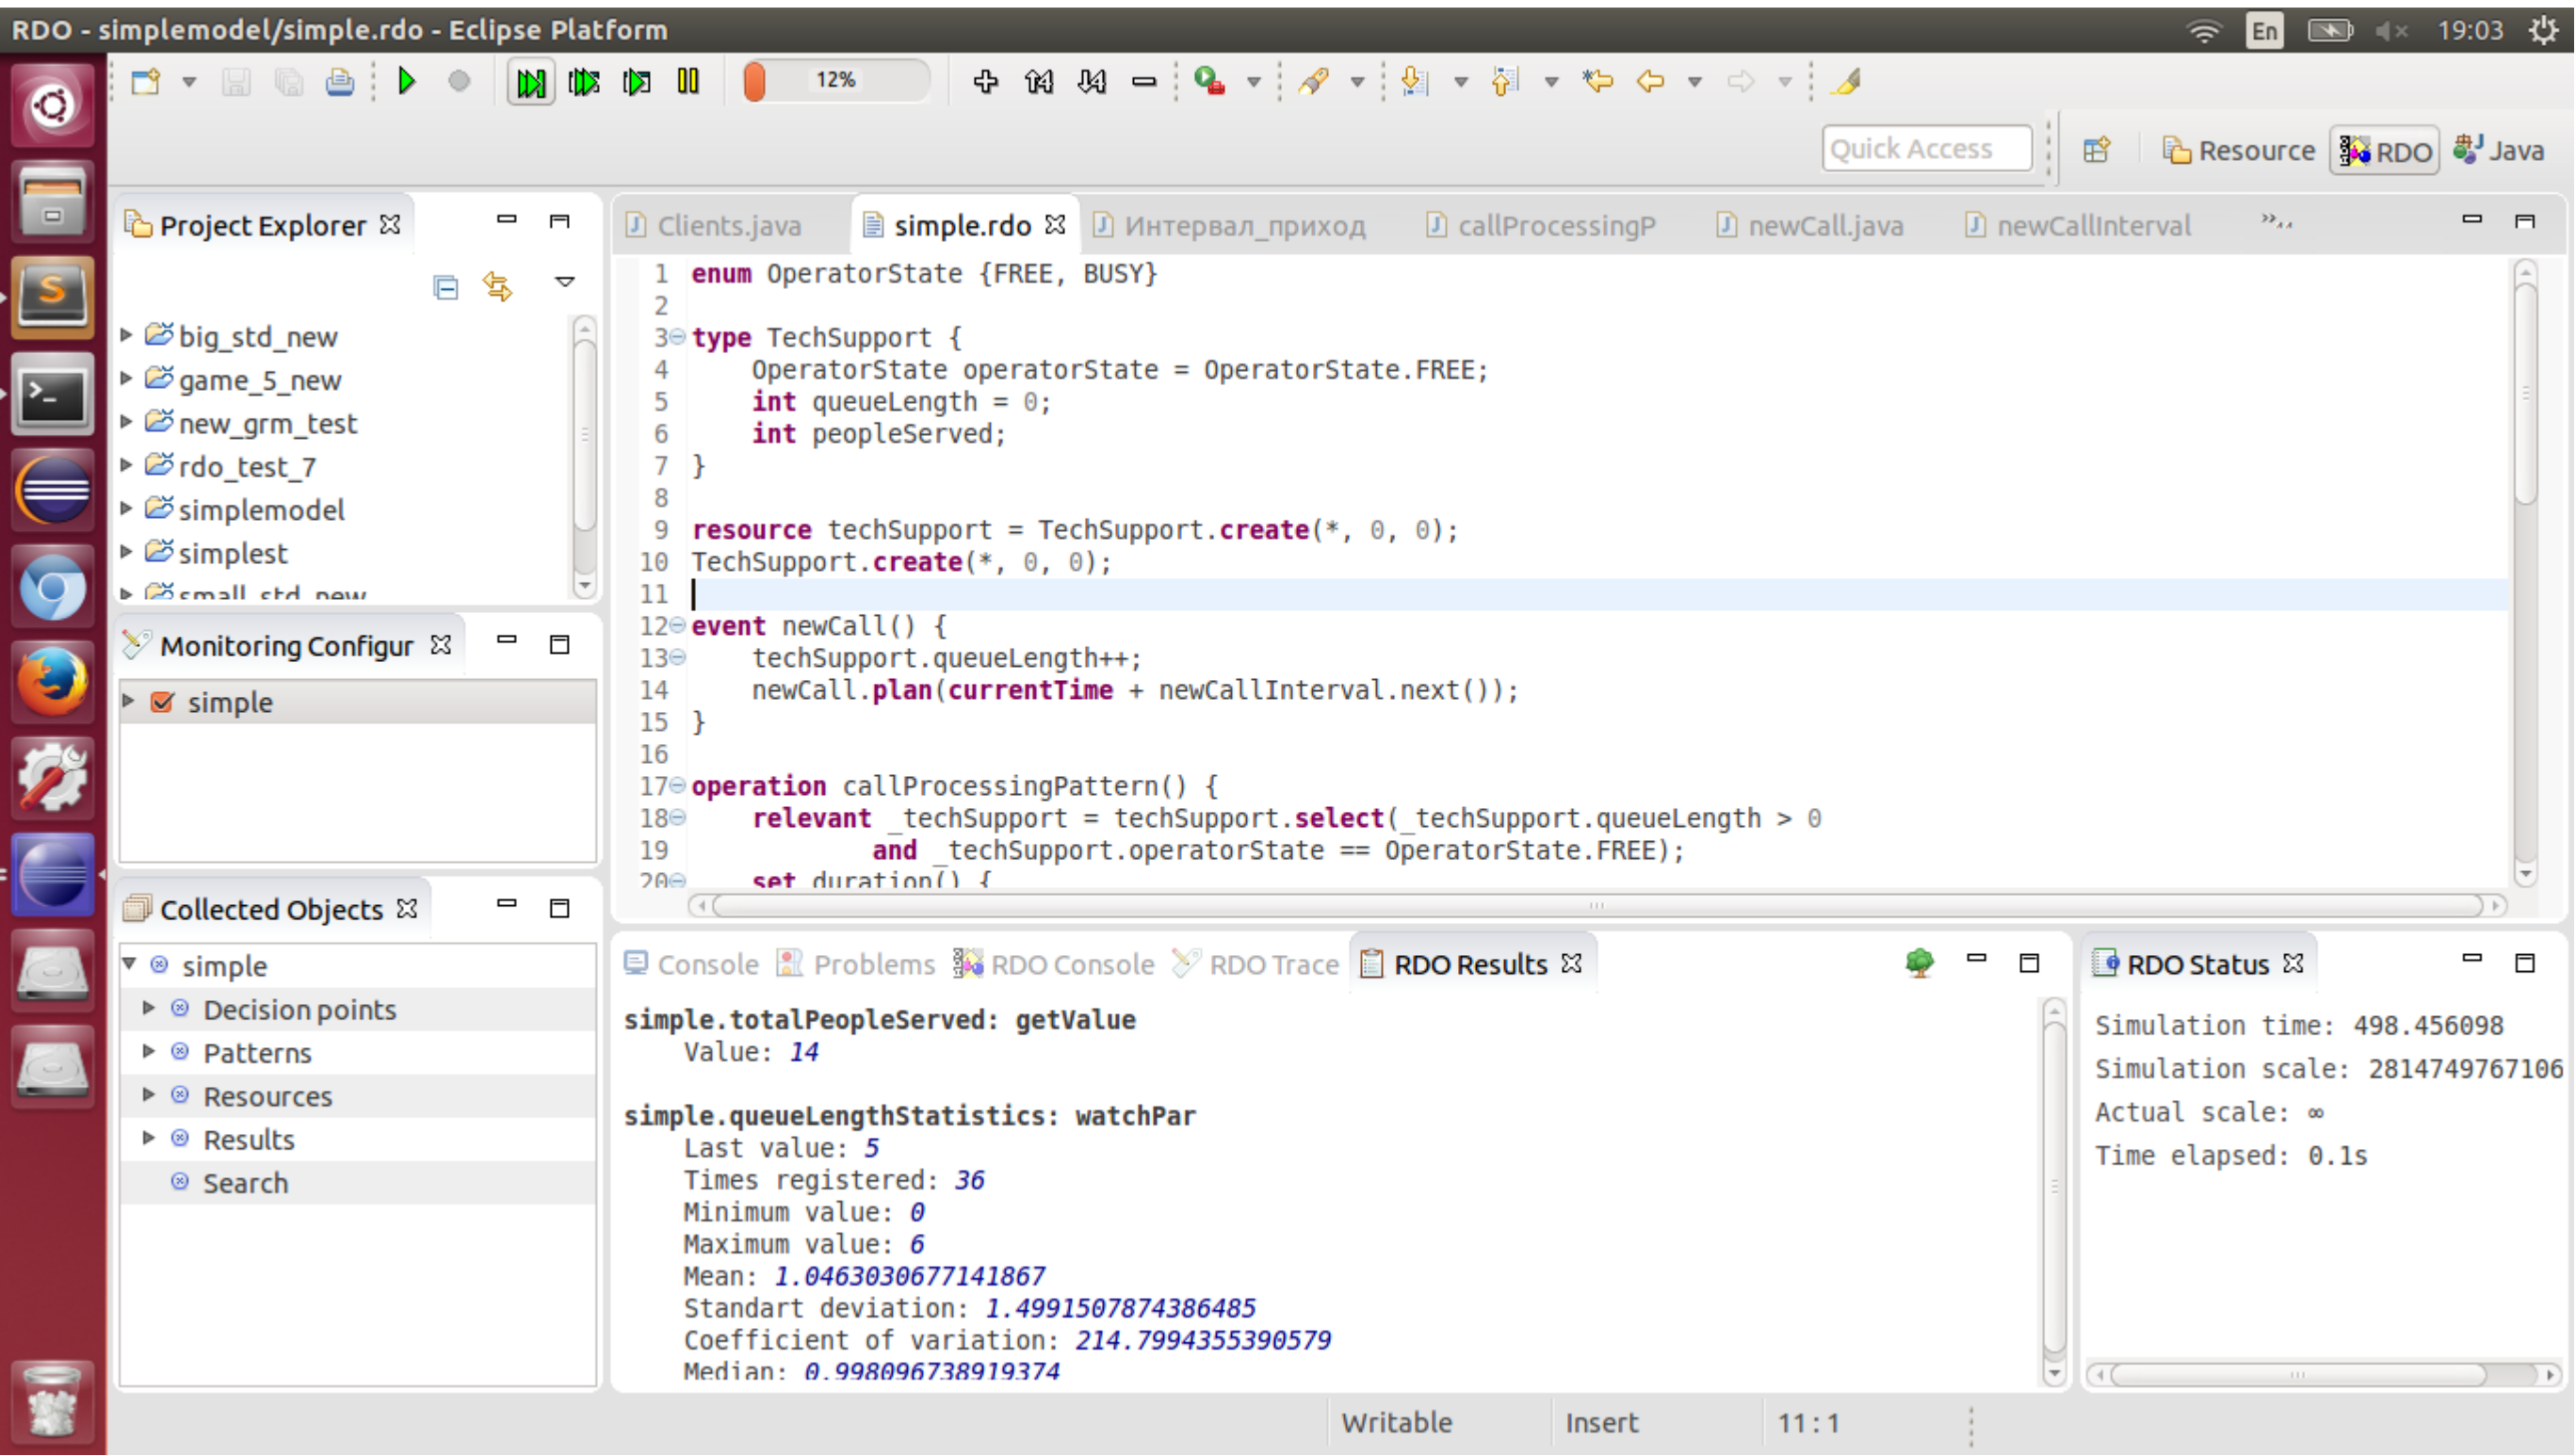 RDO - simplemodel/simple.rdo - Eclipse Platform
En
19:03
12%
Quick Access
Resource
RDO
Java
Project Explorer
big_std_new
game_5_new
new_grm_test
rdo_test_7
simplemodel
simplest
small_std_new
Monitoring Configur
simple
Collected Objects
simple
Decision points
Patterns
Resources
Results
Search
Clients.java
simple.rdo
Интервал_приход
callProcessingP
newCall.java
newCallInterval
1 enum OperatorState {FREE, BUSY}
2
3 type TechSupport {
4 OperatorState operatorState = OperatorState.FREE;
5 int queueLength = 0;
6 int peopleServed;
7 }
8
9 resource techSupport = TechSupport.create(*, 0, 0);
10 TechSupport.create(*, 0, 0);
11
12 event newCall() {
13 techSupport.queueLength++;
14 newCall.plan(currentTime + newCallInterval.next());
15 }
16
17 operation callProcessingPattern() {
18 relevant _techSupport = techSupport.select(_techSupport.queueLength > 0
19 and _techSupport.operatorState == OperatorState.FREE);
20 set duration() {
Console
Problems
RDO Console
RDO Trace
RDO Results
simple.totalPeopleServed: getValue
Value: 14
simple.queueLengthStatistics: watchPar
Last value: 5
Times registered: 36
Minimum value: 0
Maximum value: 6
Mean: 1.0463030677141867
Standart deviation: 1.4991507874386485
Coefficient of variation: 214.7994355390579
Median: 0.998096738919374
RDO Status
Simulation time: 498.456098
Simulation scale: 2814749767106
Actual scale: ∞
Time elapsed: 0.1s
Writable
Insert
11 : 1